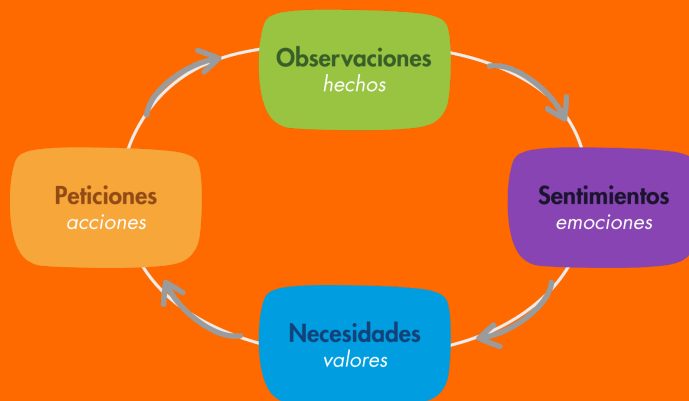 Observaciones
hechos
Sentimientos
emociones
Necesidades
valores
Peticiones
acciones